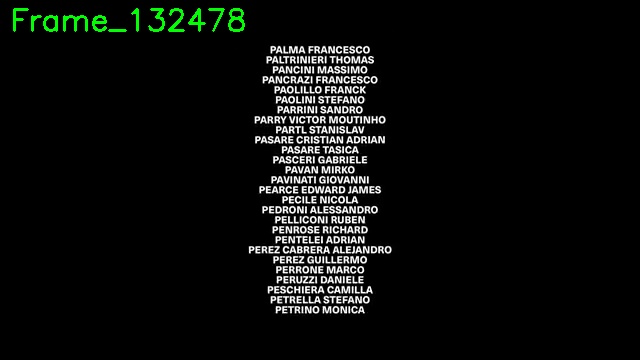 Frame_132478
PALMA FRANCESCO
PALTRINIERI THOMAS
PANCINI MASSIMO
PANCRAZI FRANCESCO
PAOLILLO FRANCK
PAOLINI STEFANO
PARRINI SANDRO
PARRY VICTOR MOUTINHO
PARTL STANISLAV
PASARE CRISTIAN ADRIAN
PASARE TASICA
PASCERI GABRIELE
PAVAN MIRKO
PAVINATI GIOVANNI
PEARCE EDWARD JAMES
PECILE NICOLA
PEDRONI ALESSANDRO
PELLICONI RUBEN
PENROSE RICHARD
PENTELEI ADRIAN
PEREZ CABRERA ALEJANDRO
PEREZ GUILLERMO
PERRONE MARCO
PERUZZI DANIELE
PESCHIERA CAMILLA
PETRELLA STEFANO
PETRINO MONICA